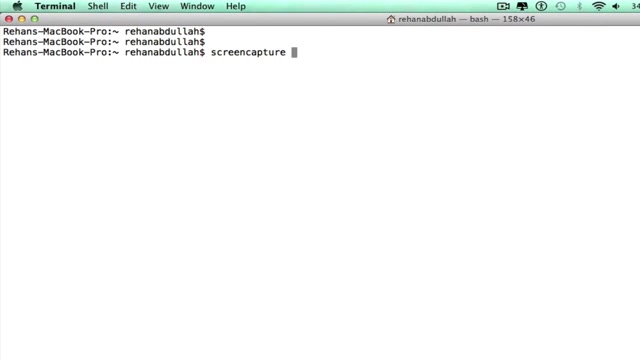 Terminal Shell Edit View Window Help 34
rehanabdullah — bash — 158×46
Rehans-MacBook-Pro:~ rehanabdullah$
Rehans-MacBook-Pro:~ rehanabdullah$
Rehans-MacBook-Pro:~ rehanabdullah$ screencapture